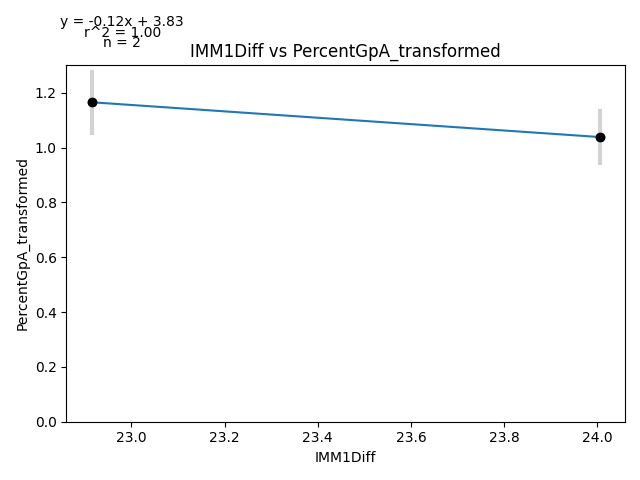 y = -0.12x + 3.83
r^2 = 1.00
n = 2
IMM1Diff vs PercentGpA_transformed
PercentGpA_transformed
1.2
1.0
0.8
0.6
0.4
0.2
0.0
23.0 23.2 23.4 23.6 23.8 24.0
IMM1Diff